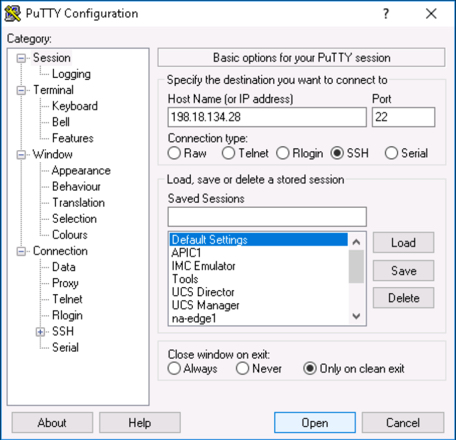 PuTTY Configuration
Category:
Session
Logging
Terminal
Keyboard
Bell
Features
Window
Appearance
Behaviour
Translation
Selection
Colours
Connection
Data
Proxy
Telnet
Rlogin
SSH
Serial
Basic options for your PuTTY session
Specify the destination you want to connect to
Host Name (or IP address) Port
198.18.134.28 22
Connection type:
Raw Telnet Rlogin SSH Serial
Load, save or delete a stored session
Saved Sessions
Default Settings
APIC1
IMC Emulator
Tools
UCS Director
UCS Manager
na-edge1
Load
Save
Delete
Close window on exit:
Always Never Only on clean exit
About Help Open Cancel